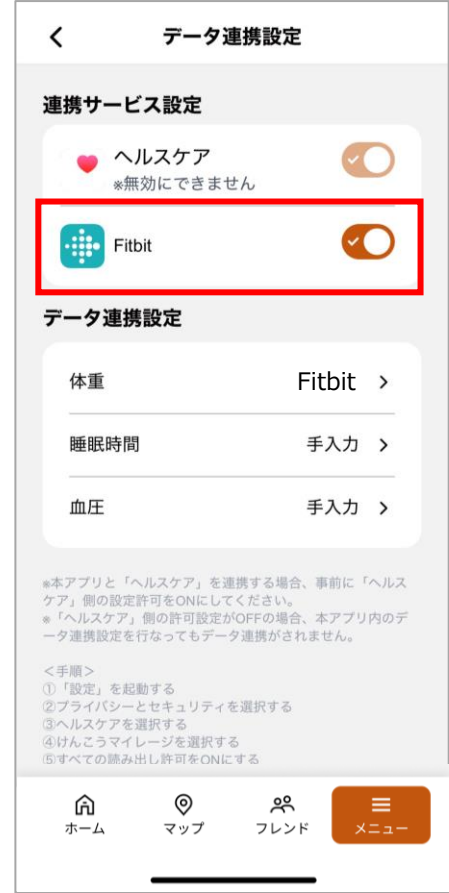 データ連携設定
連携サービス設定
ヘルスケア
※無効にできません
Fitbit
データ連携設定
体重 Fitbit
睡眠時間 手入力
血圧 手入力
※本アプリと「ヘルスケア」を連携する場合、事前に「ヘルス
ケア」側の設定許可をONにしてください。
※「ヘルスケア」側の許可設定がOFFの場合、本アプリ内のデ
ータ連携設定を行なってもデータ連携がされません。
<手順>
①「設定」を起動する
②プライバシーとセキュリティを選択する
③ヘルスケアを選択する
④けんこうマイレージを選択する
⑤すべての読み出し許可をONにする
ホーム マップ フレンド メニュー